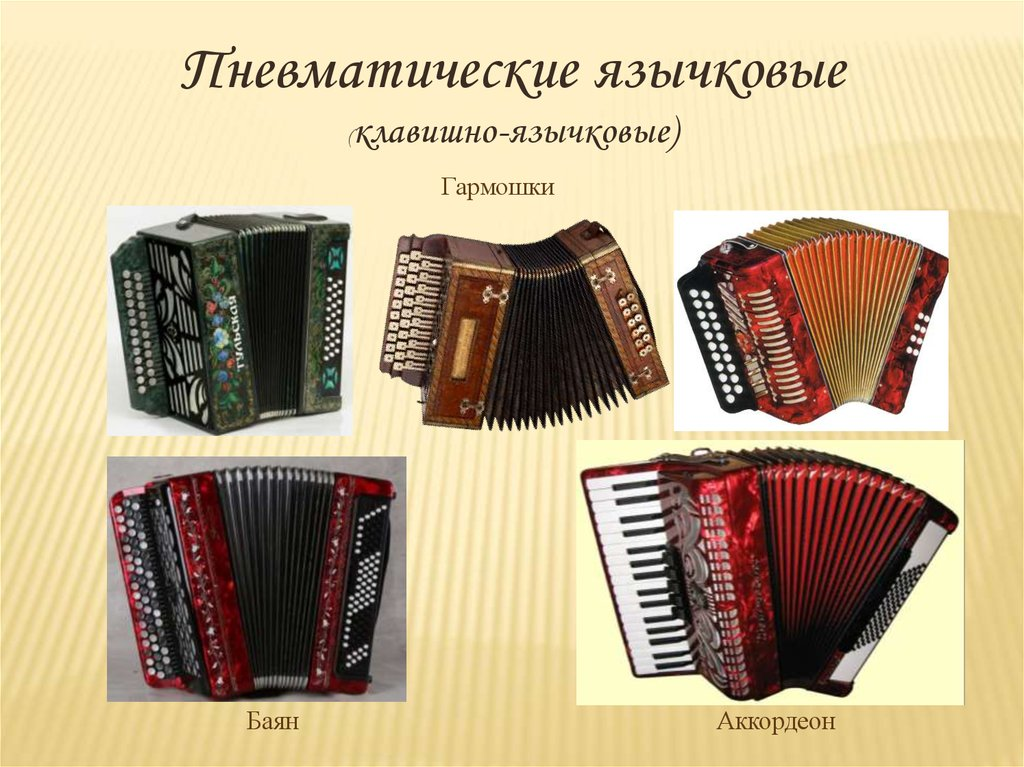 Пневматические язычковые
(клавишно-язычковые)
Гармошки
ТУЛЬСКАЯ
Баян
Аккордеон